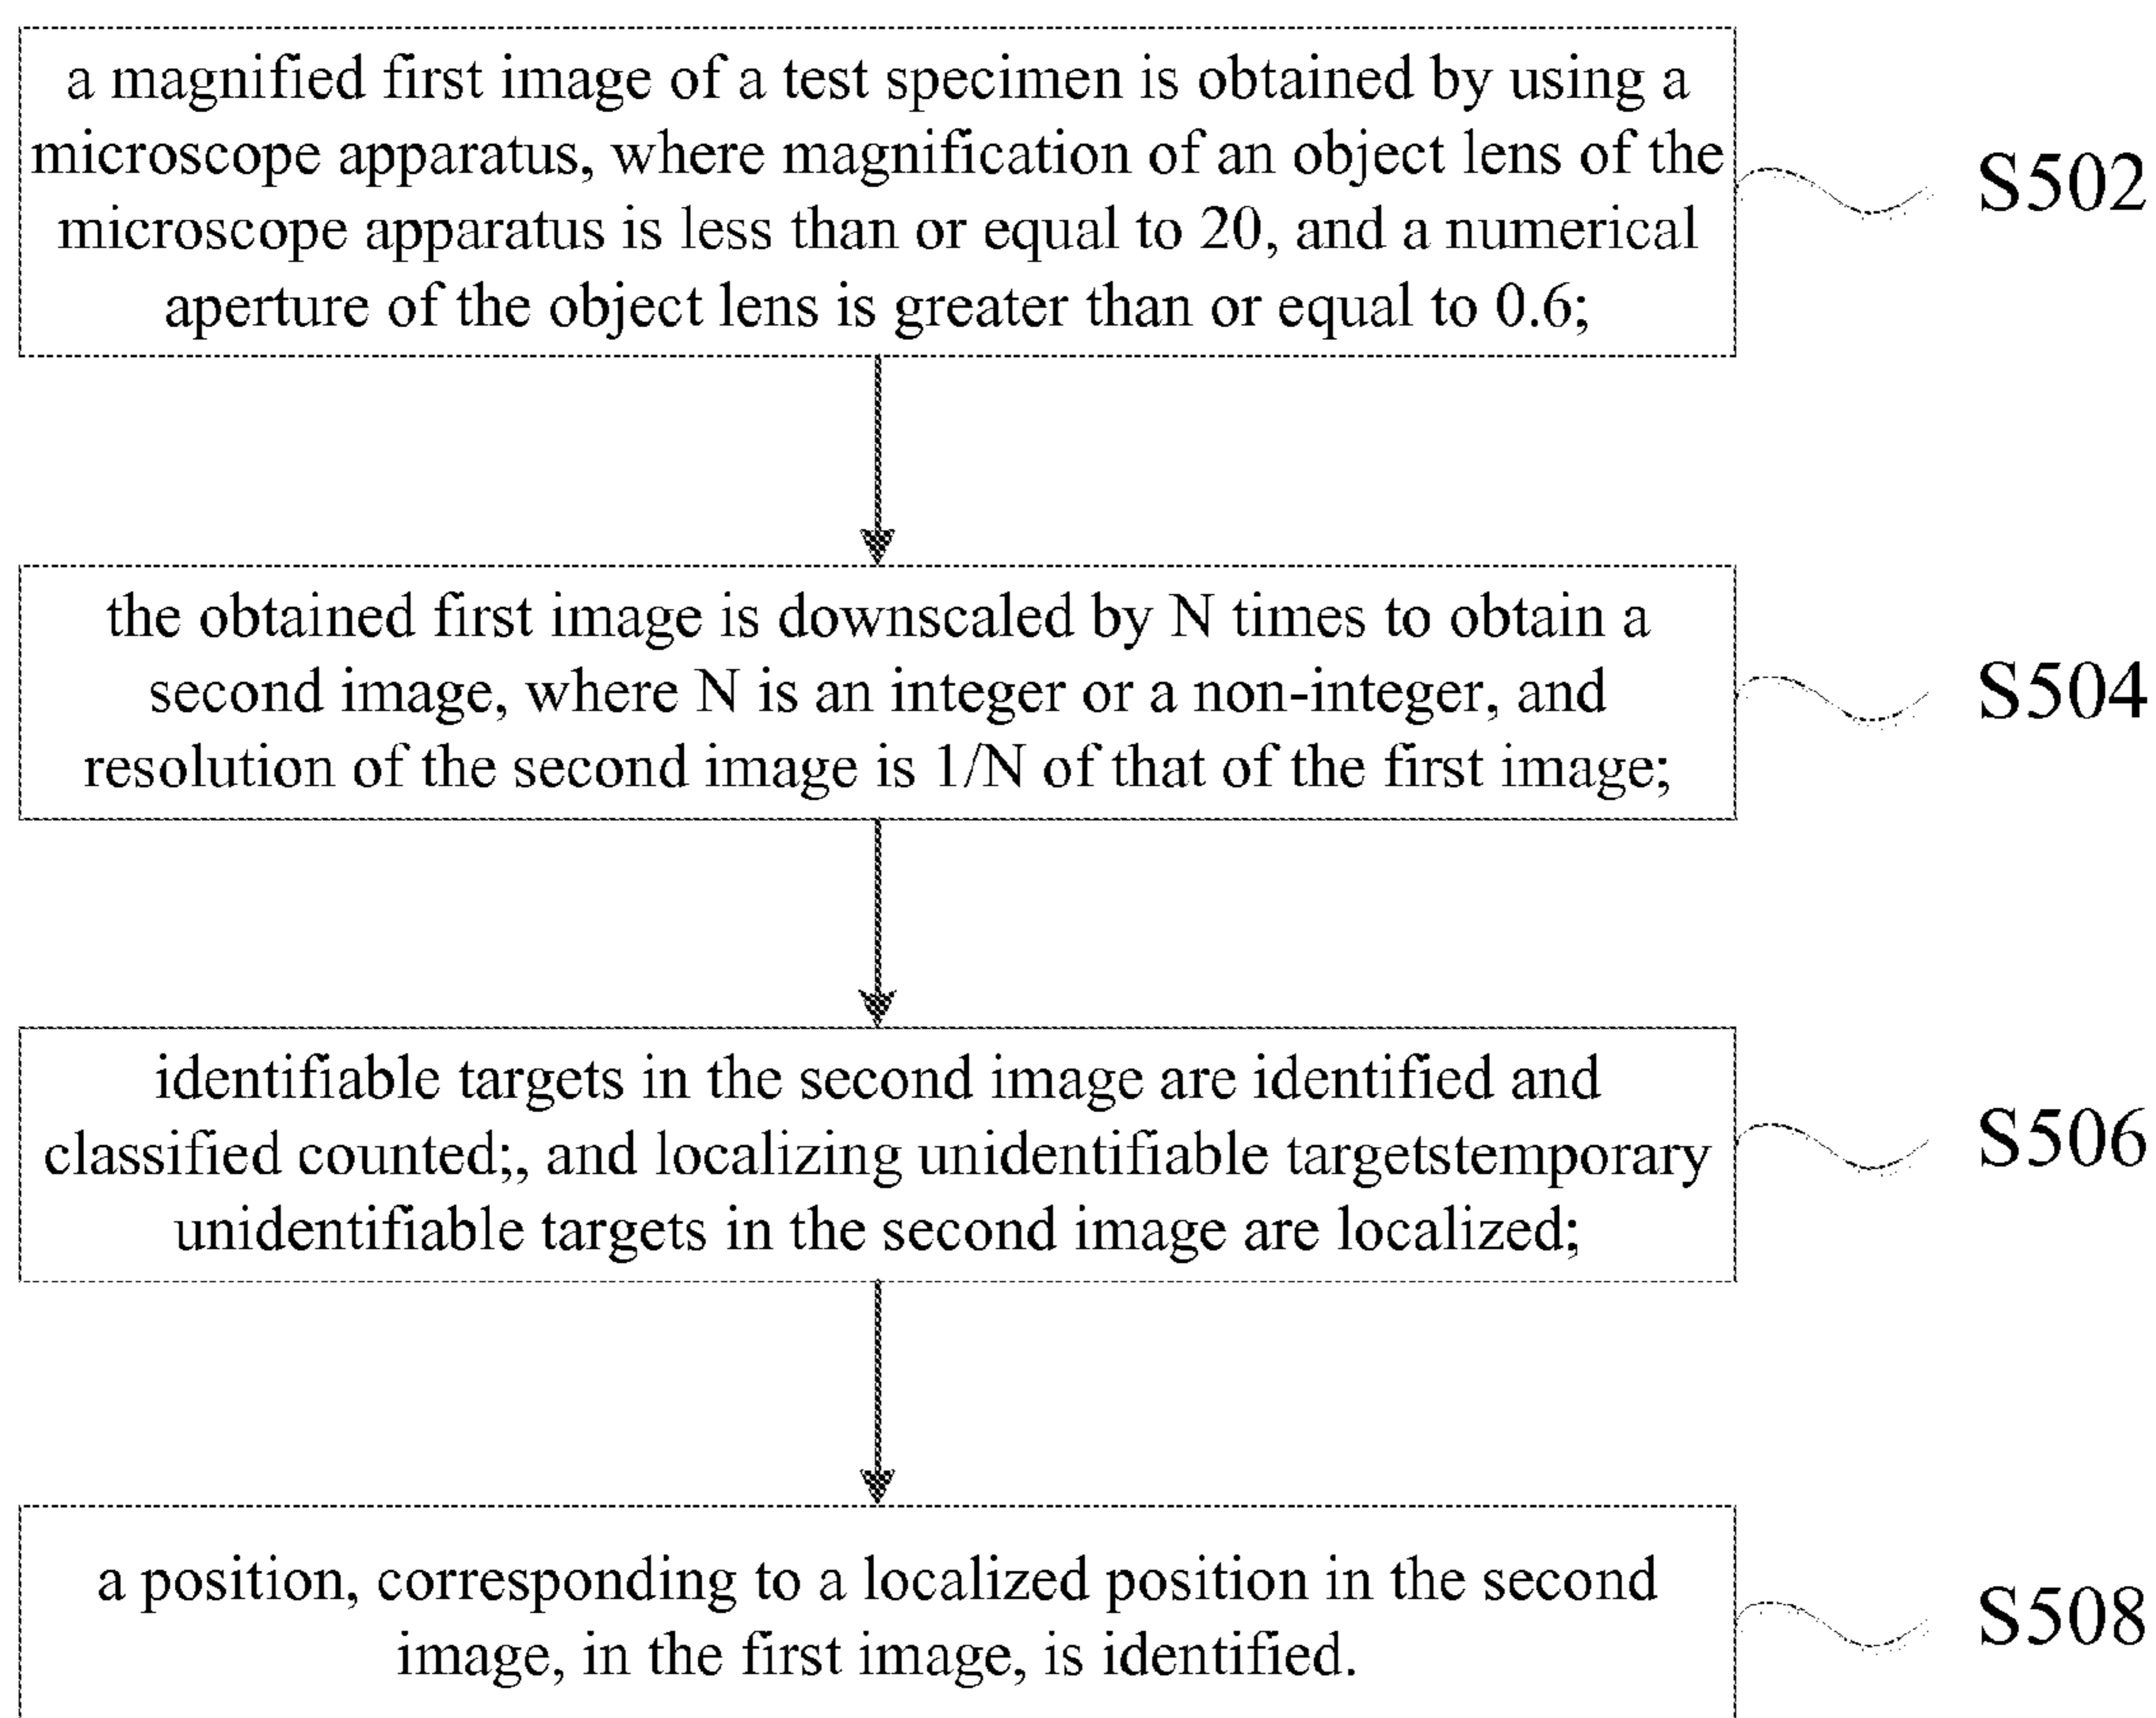 a magnified first image of a test specimen is obtained by using a
microscope apparatus, where magnification of an object lens of the
microscope apparatus is less than or equal to 20, and a numerical
aperture of the object lens is greater than or equal to 0.6;
S502
the obtained first image is downscaled by N times to obtain a
second image, where N is an integer or a non-integer, and
resolution of the second image is 1/N of that of the first image;
S504
identifiable targets in the second image are identified and
classified counted;, and localizing unidentifiable targetstemporary
unidentifiable targets in the second image are localized;
S506
a position, corresponding to a localized position in the second
image, in the first image, is identified.
S508